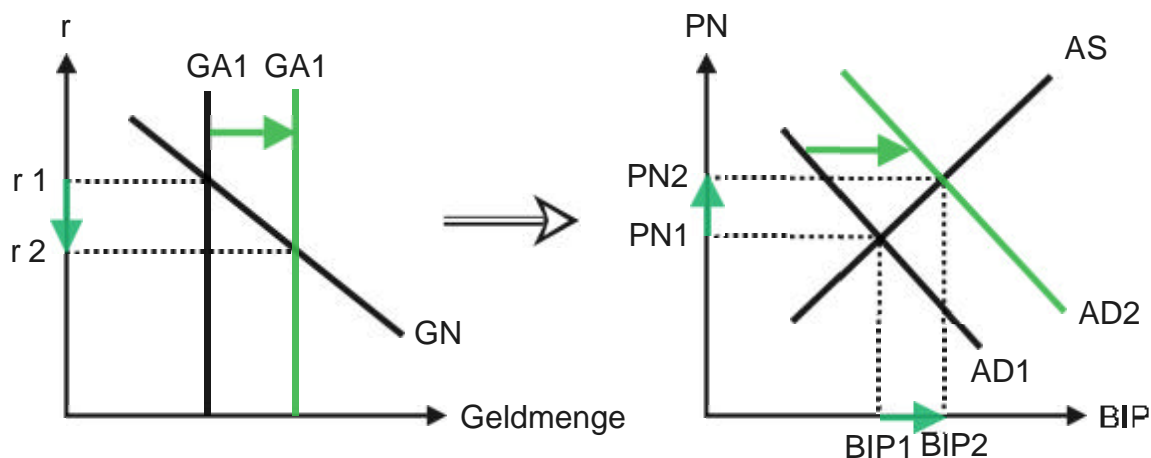 r
GA1 GA1
r 1
r 2
GN
Geldmenge
PN
AS
PN2
PN1
AD2
AD1
BIP
BIP1 BIP2